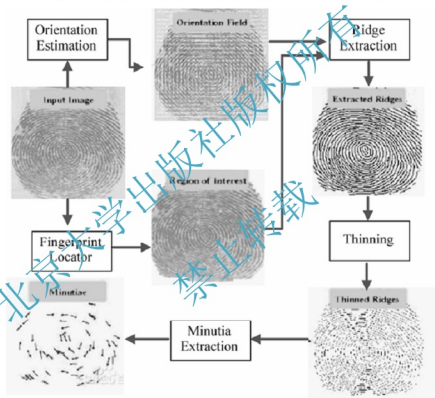 Orientation
Estimation
Orientation Field
Ridge
Extraction
Input Image
Extracted Ridges
Region of Interest
Fingerprint
Locator
Thinning
Minutiae
Minutia
Extraction
Thinned Ridges
北京大学出版社版权所有
禁止转载